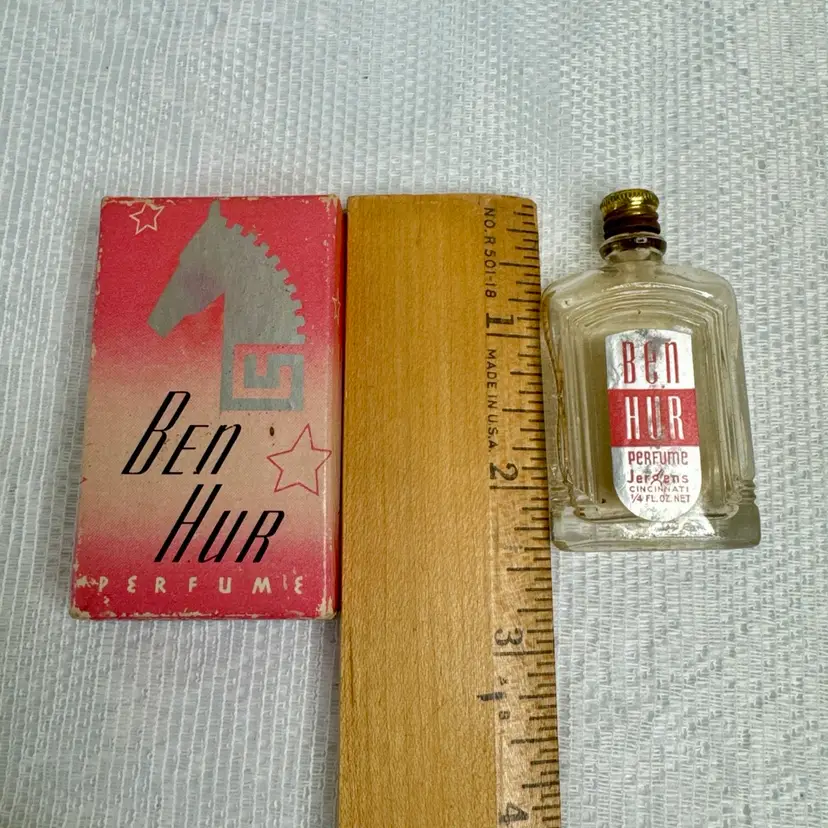 BEN
HUR
PERFUME
NO. R 501-18
1
MADE IN U.S.A.
2
3
4
Ben
HUR
PERFUME
Jergens
CINCINNATI
1/4 FL. OZ. NET